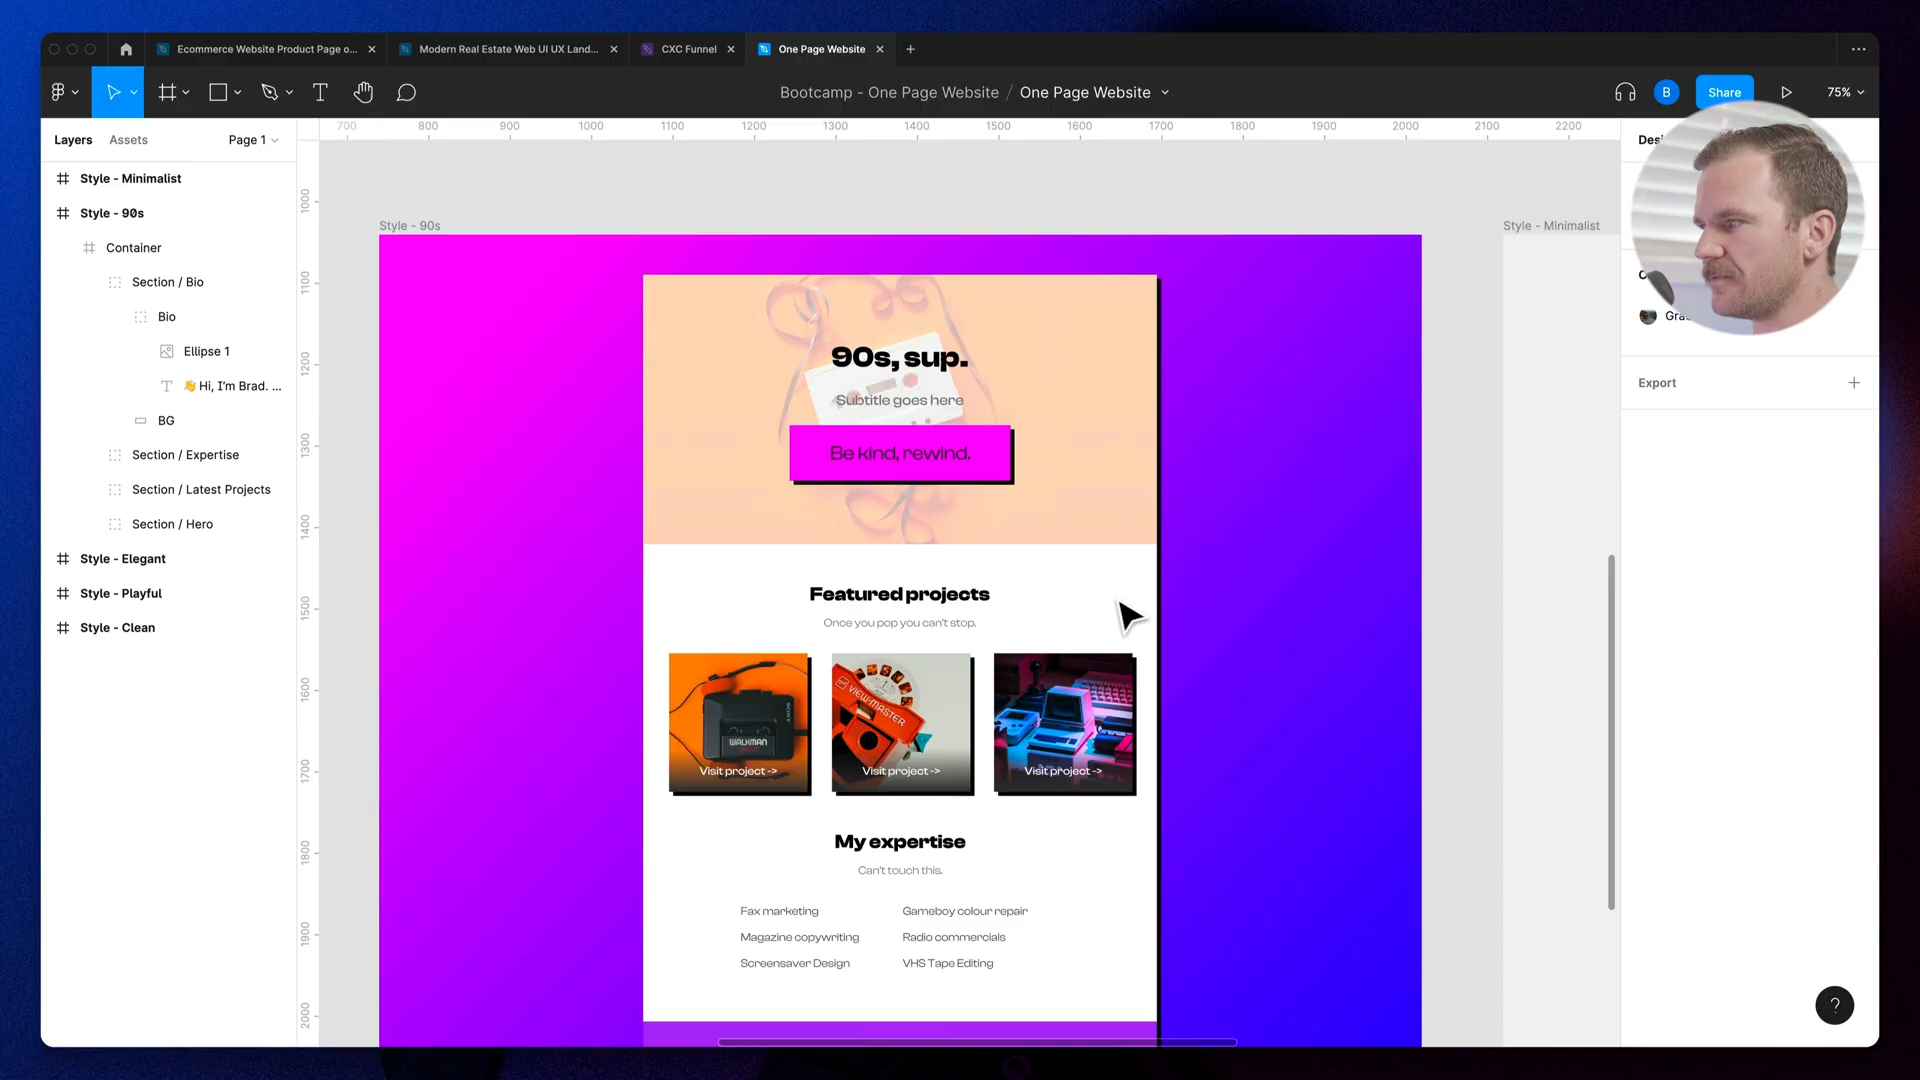 Ecommerce Website Product Page o...
Modern Real Estate Web UI UX Land...
CXC Funnel
One Page Website
Bootcamp - One Page Website / One Page Website
B
Share
75%
Layers
Assets
Page 1
700 800 900 1000 1100 1200 1300 1400 1500 1600 1700 1800 1900 2000 2100 2200
Style - Minimalist
Style - 90s
Container
Section / Bio
Bio
Ellipse 1
👋 Hi, I'm Brad. ...
BG
Section / Expertise
Section / Latest Projects
Section / Hero
Style - Elegant
Style - Playful
Style - Clean
1000
1100
1200
1300
1400
1500
1600
1700
1800
1900
2000
Style - 90s
Style - Minimalist
90s, sup.
Subtitle goes here
Be kind, rewind.
Featured projects
Once you pop you can't stop.
SONY
WALKMAN
VIEW-MASTER
Visit project ->
Visit project ->
Visit project ->
My expertise
Can't touch this.
Fax marketing
Gameboy colour repair
Magazine copywriting
Radio commercials
Screensaver Design
VHS Tape Editing
Export
?